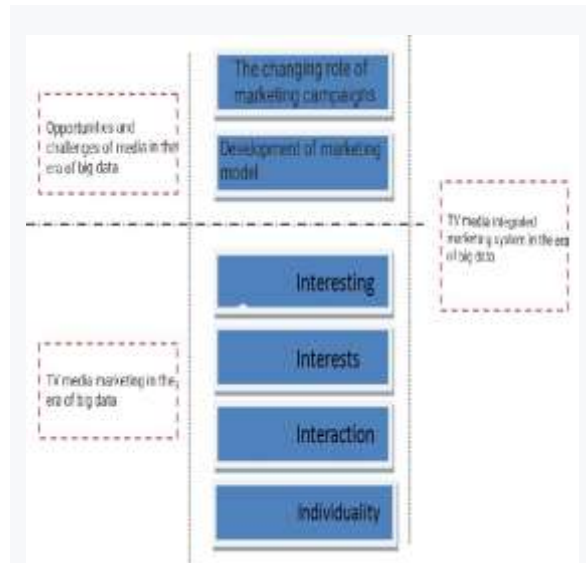 The changing role of
marketing campaigns
Opportunities and
challenges of media in the
era of big data
Development of marketing
model
TV media integrated
marketing system in the era
of big data
Interesting
Interests
TV media marketing in the
era of big data
Interaction
Individuality